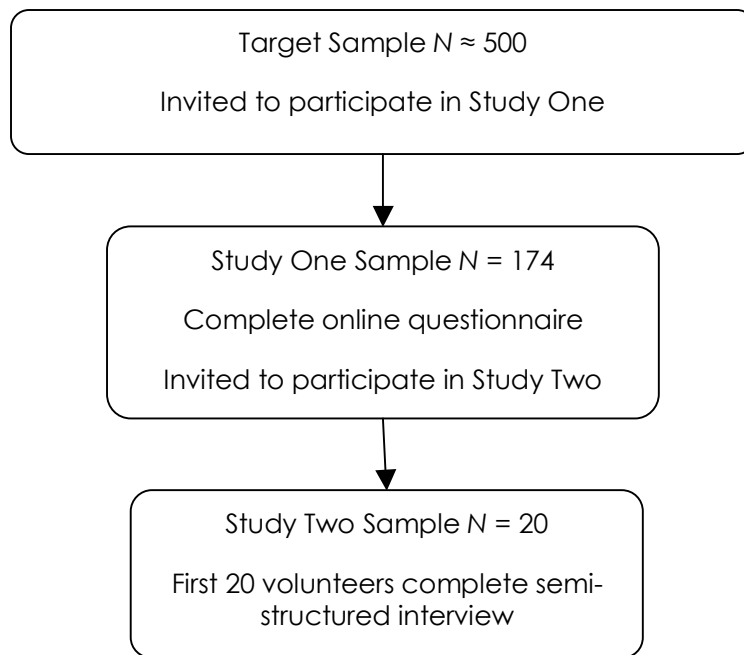 Target Sample N ≈ 500
Invited to participate in Study One
Study One Sample N = 174
Complete online questionnaire
Invited to participate in Study Two
Study Two Sample N = 20
First 20 volunteers complete semi-
structured interview